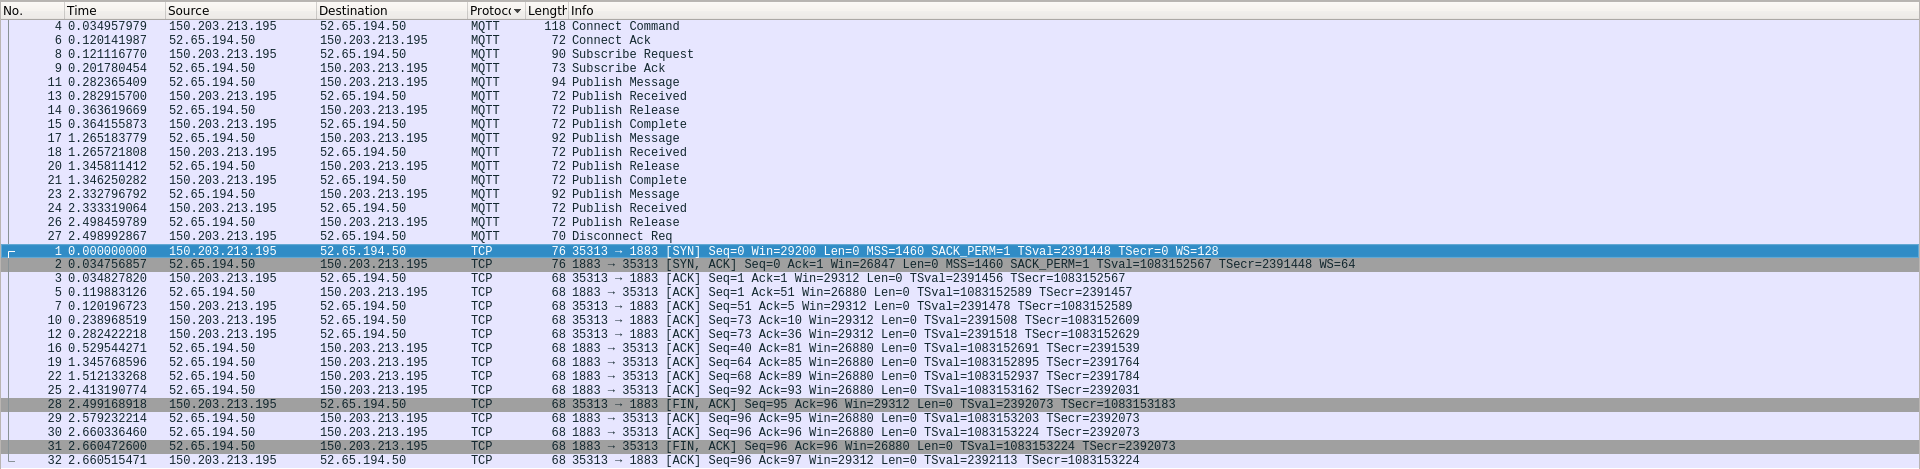 No. Time Source Destination Protocc Length Info
4 0.034957979 150.203.213.195 52.65.194.50 MQTT 118 Connect Command
6 0.120141987 52.65.194.50 150.203.213.195 MQTT 72 Connect Ack
8 0.121116770 150.203.213.195 52.65.194.50 MQTT 90 Subscribe Request
9 0.201780454 52.65.194.50 150.203.213.195 MQTT 73 Subscribe Ack
11 0.282365409 52.65.194.50 150.203.213.195 MQTT 94 Publish Message
13 0.282915700 150.203.213.195 52.65.194.50 MQTT 72 Publish Received
14 0.363619669 52.65.194.50 150.203.213.195 MQTT 72 Publish Release
15 0.364155873 150.203.213.195 52.65.194.50 MQTT 72 Publish Complete
17 1.265183779 52.65.194.50 150.203.213.195 MQTT 92 Publish Message
18 1.265721808 150.203.213.195 52.65.194.50 MQTT 72 Publish Received
20 1.345811412 52.65.194.50 150.203.213.195 MQTT 72 Publish Release
21 1.346250282 150.203.213.195 52.65.194.50 MQTT 72 Publish Complete
23 2.332796792 52.65.194.50 150.203.213.195 MQTT 92 Publish Message
24 2.333319064 150.203.213.195 52.65.194.50 MQTT 72 Publish Received
26 2.498459789 52.65.194.50 150.203.213.195 MQTT 72 Publish Release
27 2.498992867 150.203.213.195 52.65.194.50 MQTT 70 Disconnect Req
1 0.000000000 150.203.213.195 52.65.194.50 TCP 76 35313 → 1883 [SYN] Seq=0 Win=29200 Len=0 MSS=1460 SACK_PERM=1 TSval=2391448 TSecr=0 WS=128
2 0.034756857 52.65.194.50 150.203.213.195 TCP 76 1883 → 35313 [SYN, ACK] Seq=0 Ack=1 Win=26847 Len=0 MSS=1460 SACK_PERM=1 TSval=1083152567 TSecr=2391448 WS=64
3 0.034827820 150.203.213.195 52.65.194.50 TCP 68 35313 → 1883 [ACK] Seq=1 Ack=1 Win=29312 Len=0 TSval=2391456 TSecr=1083152567
5 0.119883126 52.65.194.50 150.203.213.195 TCP 68 1883 → 35313 [ACK] Seq=1 Ack=51 Win=26880 Len=0 TSval=1083152589 TSecr=2391457
7 0.120196723 150.203.213.195 52.65.194.50 TCP 68 35313 → 1883 [ACK] Seq=51 Ack=5 Win=29312 Len=0 TSval=2391478 TSecr=1083152589
10 0.238968519 150.203.213.195 52.65.194.50 TCP 68 35313 → 1883 [ACK] Seq=73 Ack=10 Win=29312 Len=0 TSval=2391508 TSecr=1083152609
12 0.282422218 150.203.213.195 52.65.194.50 TCP 68 35313 → 1883 [ACK] Seq=73 Ack=36 Win=29312 Len=0 TSval=2391518 TSecr=1083152629
16 0.529544271 52.65.194.50 150.203.213.195 TCP 68 1883 → 35313 [ACK] Seq=40 Ack=81 Win=26880 Len=0 TSval=1083152691 TSecr=2391539
19 1.345768596 52.65.194.50 150.203.213.195 TCP 68 1883 → 35313 [ACK] Seq=64 Ack=85 Win=26880 Len=0 TSval=1083152895 TSecr=2391764
22 1.512133268 52.65.194.50 150.203.213.195 TCP 68 1883 → 35313 [ACK] Seq=68 Ack=89 Win=26880 Len=0 TSval=1083152937 TSecr=2391784
25 2.413190774 52.65.194.50 150.203.213.195 TCP 68 1883 → 35313 [ACK] Seq=92 Ack=93 Win=26880 Len=0 TSval=1083153162 TSecr=2392031
28 2.499168918 150.203.213.195 52.65.194.50 TCP 68 35313 → 1883 [FIN, ACK] Seq=95 Ack=96 Win=29312 Len=0 TSval=2392073 TSecr=1083153183
29 2.579232214 52.65.194.50 150.203.213.195 TCP 68 1883 → 35313 [ACK] Seq=96 Ack=95 Win=26880 Len=0 TSval=1083153203 TSecr=2392073
30 2.660336460 52.65.194.50 150.203.213.195 TCP 68 1883 → 35313 [ACK] Seq=96 Ack=96 Win=26880 Len=0 TSval=1083153224 TSecr=2392073
31 2.660472600 52.65.194.50 150.203.213.195 TCP 68 1883 → 35313 [FIN, ACK] Seq=96 Ack=96 Win=26880 Len=0 TSval=1083153224 TSecr=2392073
32 2.660515471 150.203.213.195 52.65.194.50 TCP 68 35313 → 1883 [ACK] Seq=96 Ack=97 Win=29312 Len=0 TSval=2392113 TSecr=1083153224